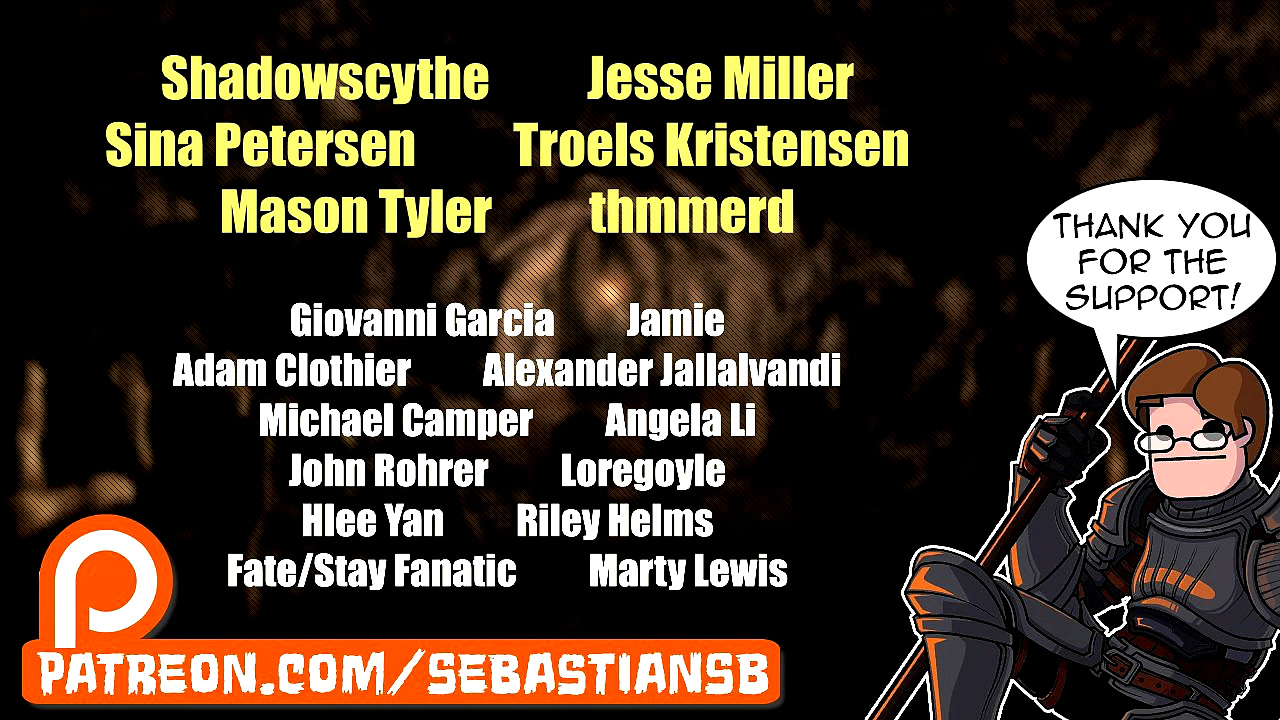 Shadowscythe Jesse Miller
Sina Petersen Troels Kristensen
Mason Tyler thmmerd
Giovanni Garcia Jamie
Adam Clothier Alexander Jallalvandi
Michael Camper Angela Li
John Rohrer Loregoyle
Hlee Yan Riley Helms
Fate/Stay Fanatic Marty Lewis
PATREON.COM/SEBASTIANSB
THANK YOU
FOR THE
SUPPORT!